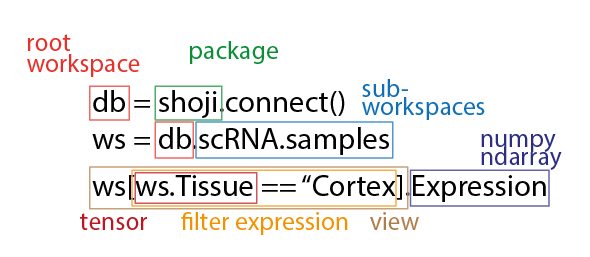 root
workspace
package
db = shoji.connect()
sub-
workspaces
ws = db.scRNA.samples
numpy
ndarray
ws[ws.Tissue == “Cortex].Expression
tensor
filter expression
view